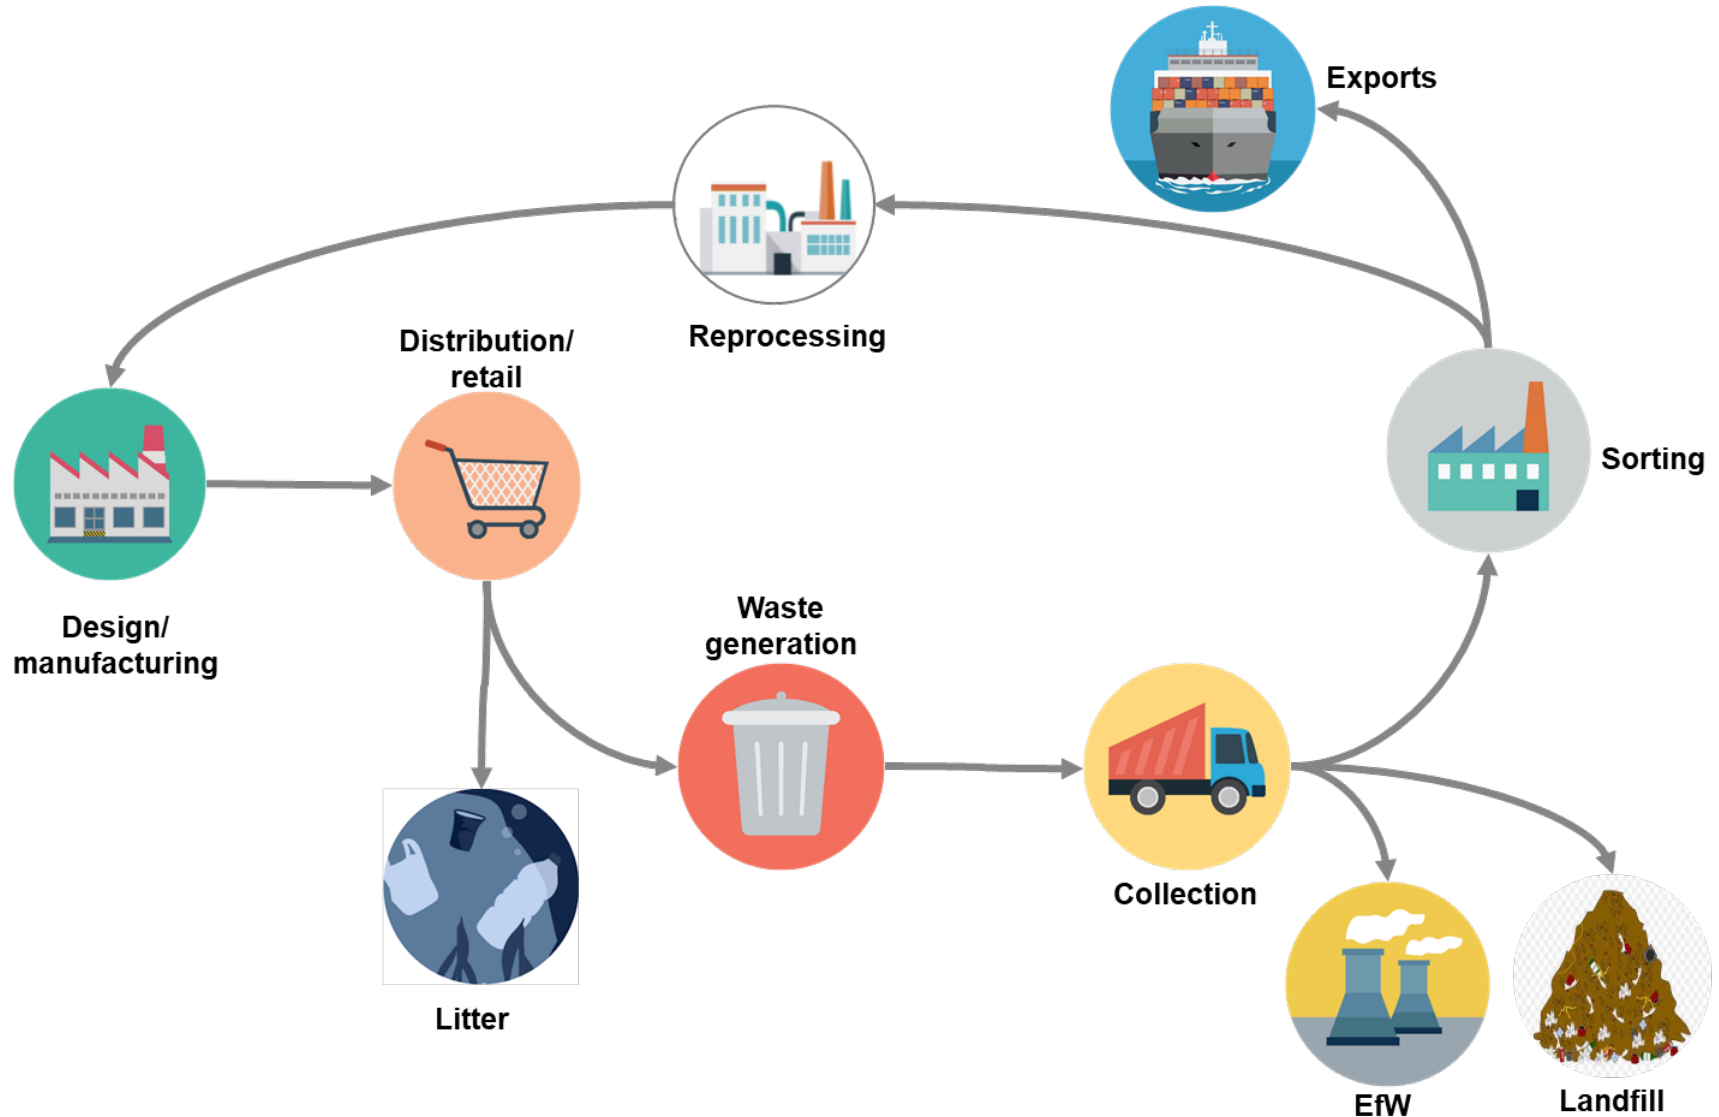 Exports
Reprocessing
Distribution/
retail
Sorting
Design/
manufacturing
Waste
generation
Collection
Litter
EfW
Landfill